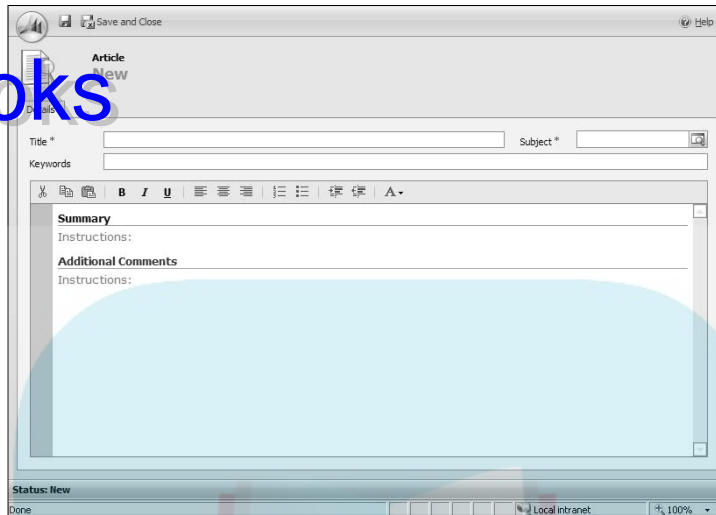 Save and Close
Help
Article
New
oks
Details
Title *
Subject *
Keywords
B I U
A
Summary
Instructions:
Additional Comments
Instructions:
Status: New
Done
Local intranet
100%